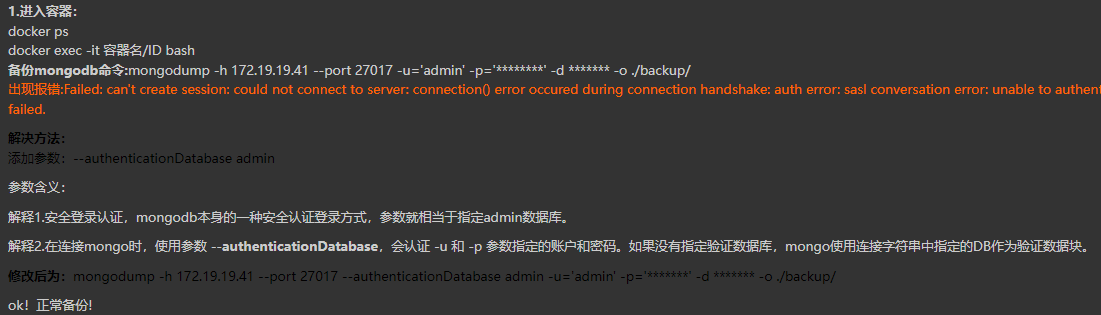 1.进入容器：
docker ps
docker exec -it 容器名/ID bash
备份mongodb命令:mongodump -h 172.19.19.41 --port 27017 -u='admin' -p='********' -d ******* -o ./backup/
出现报错:Failed: can't create session: could not connect to server: connection() error occured during connection handshake: auth error: sasl conversation error: unable to authent
failed.
解决方法：
添加参数：--authenticationDatabase admin
参数含义：
解释1.安全登录认证，mongodb本身的一种安全认证登录方式，参数就相当于指定admin数据库。
解释2.在连接mongo时，使用参数 --authenticationDatabase，会认证 -u 和 -p 参数指定的账户和密码。如果没有指定验证数据库，mongo使用连接字符串中指定的DB作为验证数据块。
修改后为：mongodump -h 172.19.19.41 --port 27017 --authenticationDatabase admin -u='admin' -p='*******' -d ******* -o ./backup/
ok！正常备份!